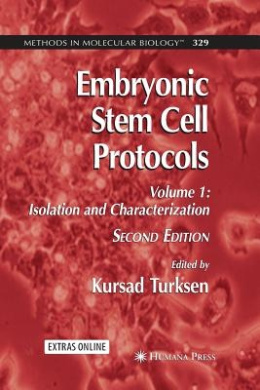 METHODS IN MOLECULAR BIOLOGY™ 329
Embryonic
Stem Cell
Protocols
Volume 1:
Isolation and Characterization
SECOND EDITION
Edited by
Kursad Turksen
EXTRAS ONLINE
HUMANA PRESS